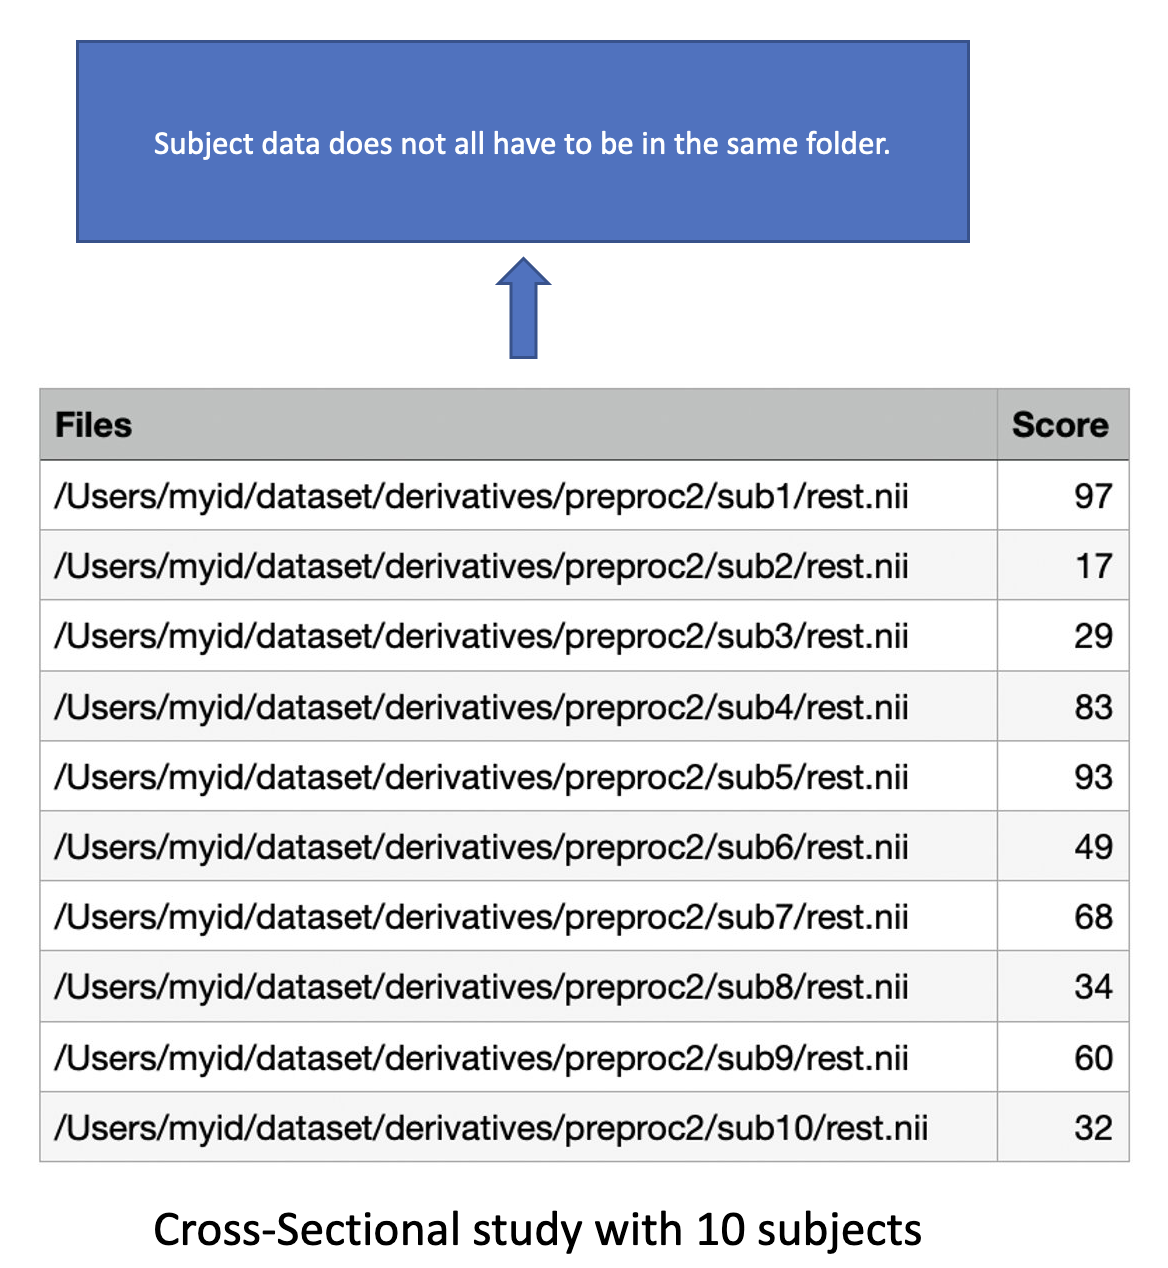 Subject data does not all have to be in the same folder.
Files Score
/Users/myid/dataset/derivatives/preproc2/sub1/rest.nii 97
/Users/myid/dataset/derivatives/preproc2/sub2/rest.nii 17
/Users/myid/dataset/derivatives/preproc2/sub3/rest.nii 29
/Users/myid/dataset/derivatives/preproc2/sub4/rest.nii 83
/Users/myid/dataset/derivatives/preproc2/sub5/rest.nii 93
/Users/myid/dataset/derivatives/preproc2/sub6/rest.nii 49
/Users/myid/dataset/derivatives/preproc2/sub7/rest.nii 68
/Users/myid/dataset/derivatives/preproc2/sub8/rest.nii 34
/Users/myid/dataset/derivatives/preproc2/sub9/rest.nii 60
/Users/myid/dataset/derivatives/preproc2/sub10/rest.nii 32
Cross-Sectional study with 10 subjects